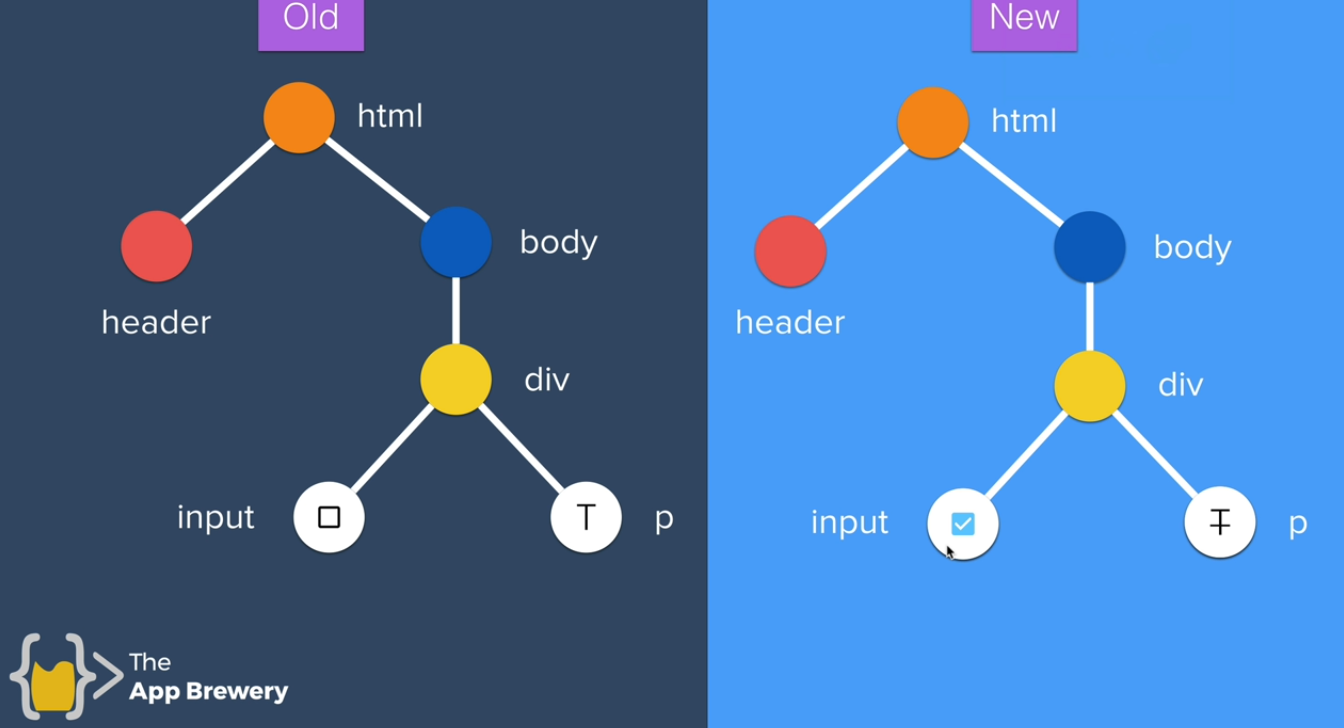 Old
html
header
body
div
input
T
p
The
App Brewery
New
html
header
body
div
input
T
p